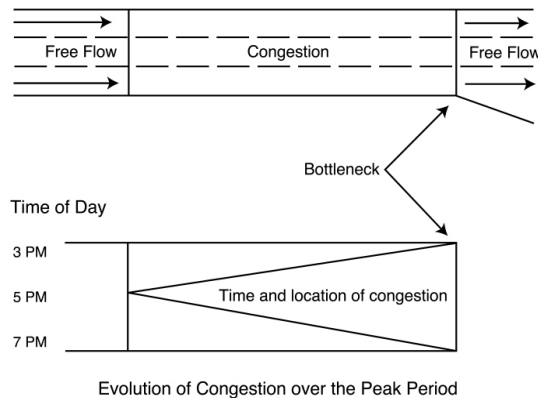 Free Flow
Congestion
Free Flow
Bottleneck
Time of Day
3 PM
5 PM
Time and location of congestion
7 PM
Evolution of Congestion over the Peak Period